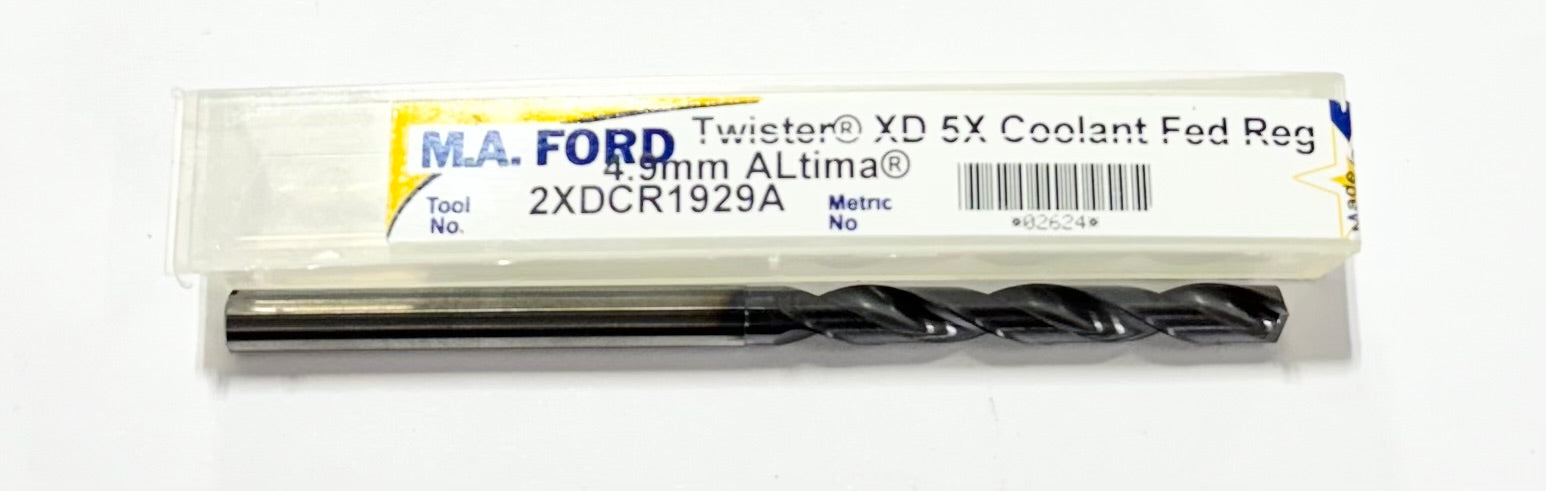 M.A. FORD
Twister® XD 5X Coolant Fed Reg
4.9mm ALtima®
Tool No.
2XDCR1929A
Metric No
*02624*
Made